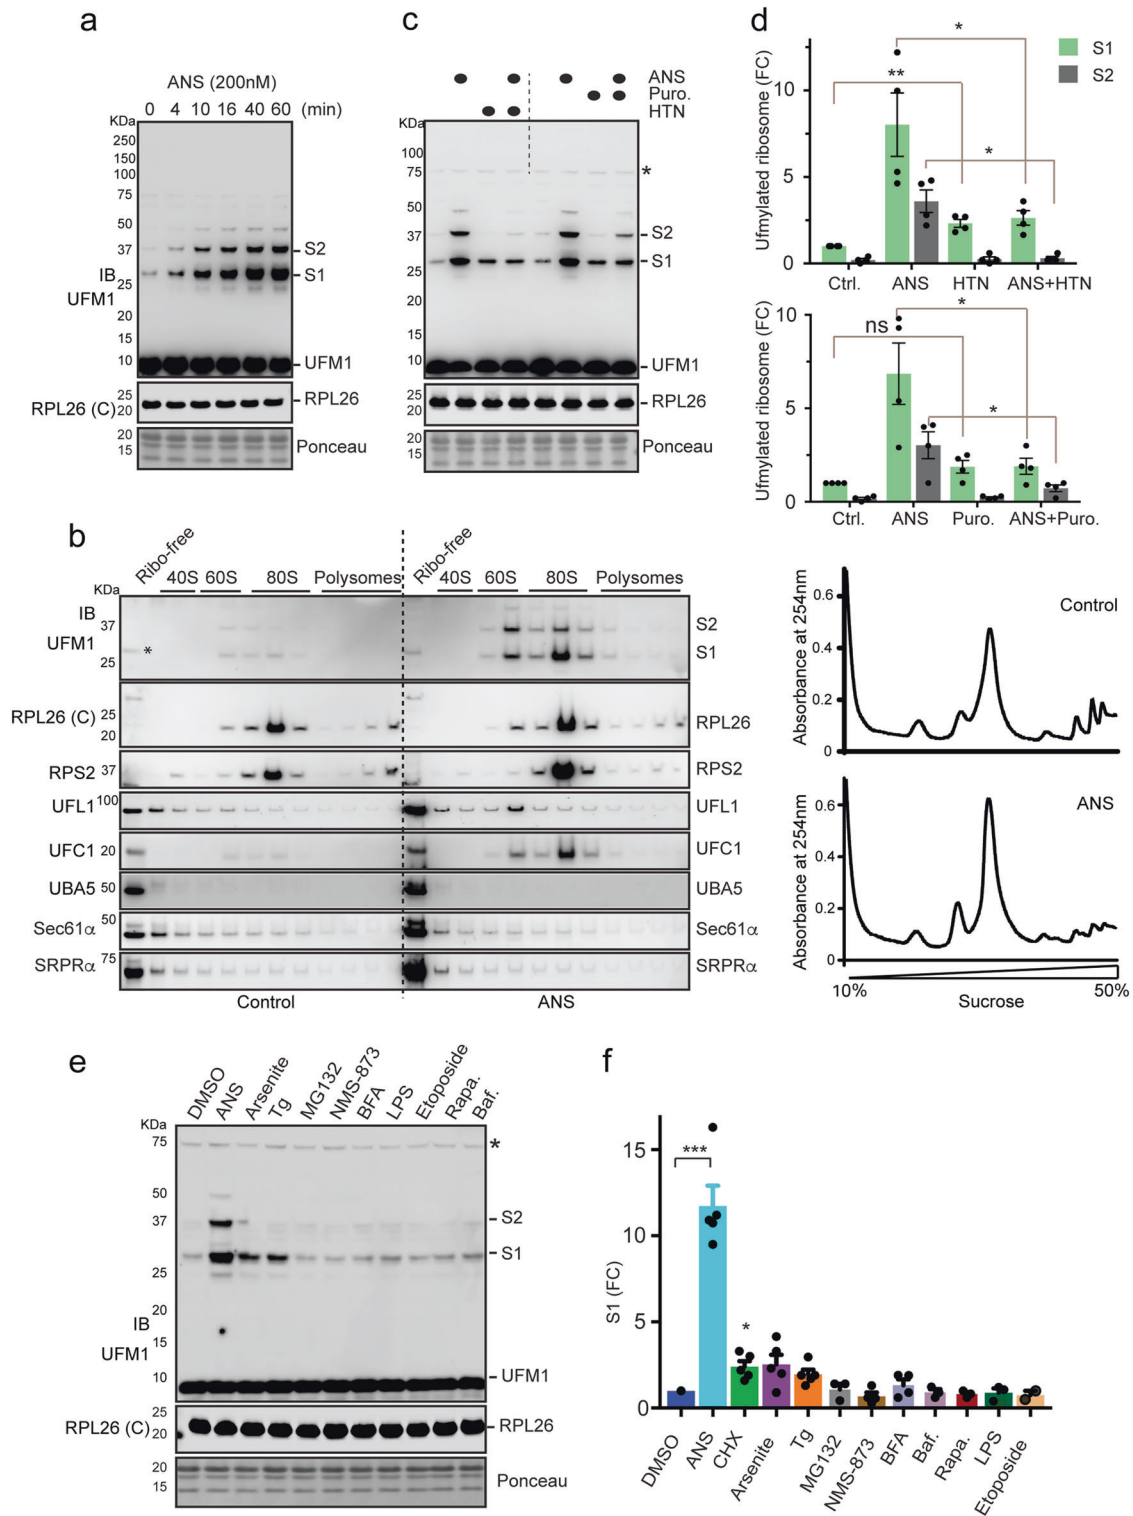 a
ANS (200nM)
0 4 10 16 40 60 (min)
KDa
250
150
100
75
50
37
25
20
15
10
IB
UFM1
S2
S1
UFM1
25
20
RPL26 (C)
RPL26
20
15
Ponceau
c
ANS
Puro.
HTN
KDa
100
75
50
37
25
20
15
10
*
S2
S1
UFM1
25
20
RPL26
20
15
Ponceau
d
S1
S2
Ufmylated ribosome (FC)
10
5
0
*
**
*
Ctrl. ANS HTN ANS+HTN
Ufmylated ribosome (FC)
10
5
0
*
ns
*
Ctrl. ANS Puro. ANS+Puro.
b
Ribo-free 40S 60S 80S Polysomes Ribo-free 40S 60S 80S Polysomes
KDa
IB
UFM1
37
25
*
S2
S1
RPL26 (C) 25 20 RPL26
RPS2 37 RPS2
UFL1 100 UFL1
UFC1 20 UFC1
UBA5 50 UBA5
Sec61α 50 Sec61α
SRPRα 75 SRPRα
Control ANS
Absorbance at 254nm
0.6
0.4
0.2
0
Control
Absorbance at 254nm
0.6
0.4
0.2
0
ANS
10% 50%
Sucrose
e
DMSO ANS Arsenite Tg MG132 NMS-873 BFA LPS Etoposide Rapa. Baf.
KDa
75
50
37
25
20
15
10
*
S2
S1
IB
UFM1
UFM1
RPL26 (C) 25 20 RPL26
20
15
Ponceau
f
S1 (FC)
15
10
5
0
***
*
DMSO ANS CHX Arsenite Tg MG132 NMS-873 BFA Baf. Rapa. LPS Etoposide